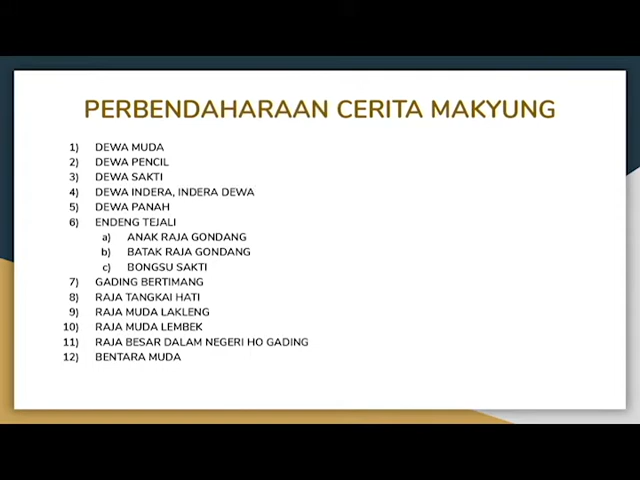 PERBENDAHARAAN CERITA MAKYUNG
1) DEWA MUDA
2) DEWA PENCIL
3) DEWA SAKTI
4) DEWA INDERA, INDERA DEWA
5) DEWA PANAH
6) ENDENG TEJALI
a) ANAK RAJA GONDANG
b) BATAK RAJA GONDANG
c) BONGSU SAKTI
7) GADING BERTIMANG
8) RAJA TANGKAI HATI
9) RAJA MUDA LAKLENG
10) RAJA MUDA LEMBEK
11) RAJA BESAR DALAM NEGERI HO GADING
12) BENTARA MUDA